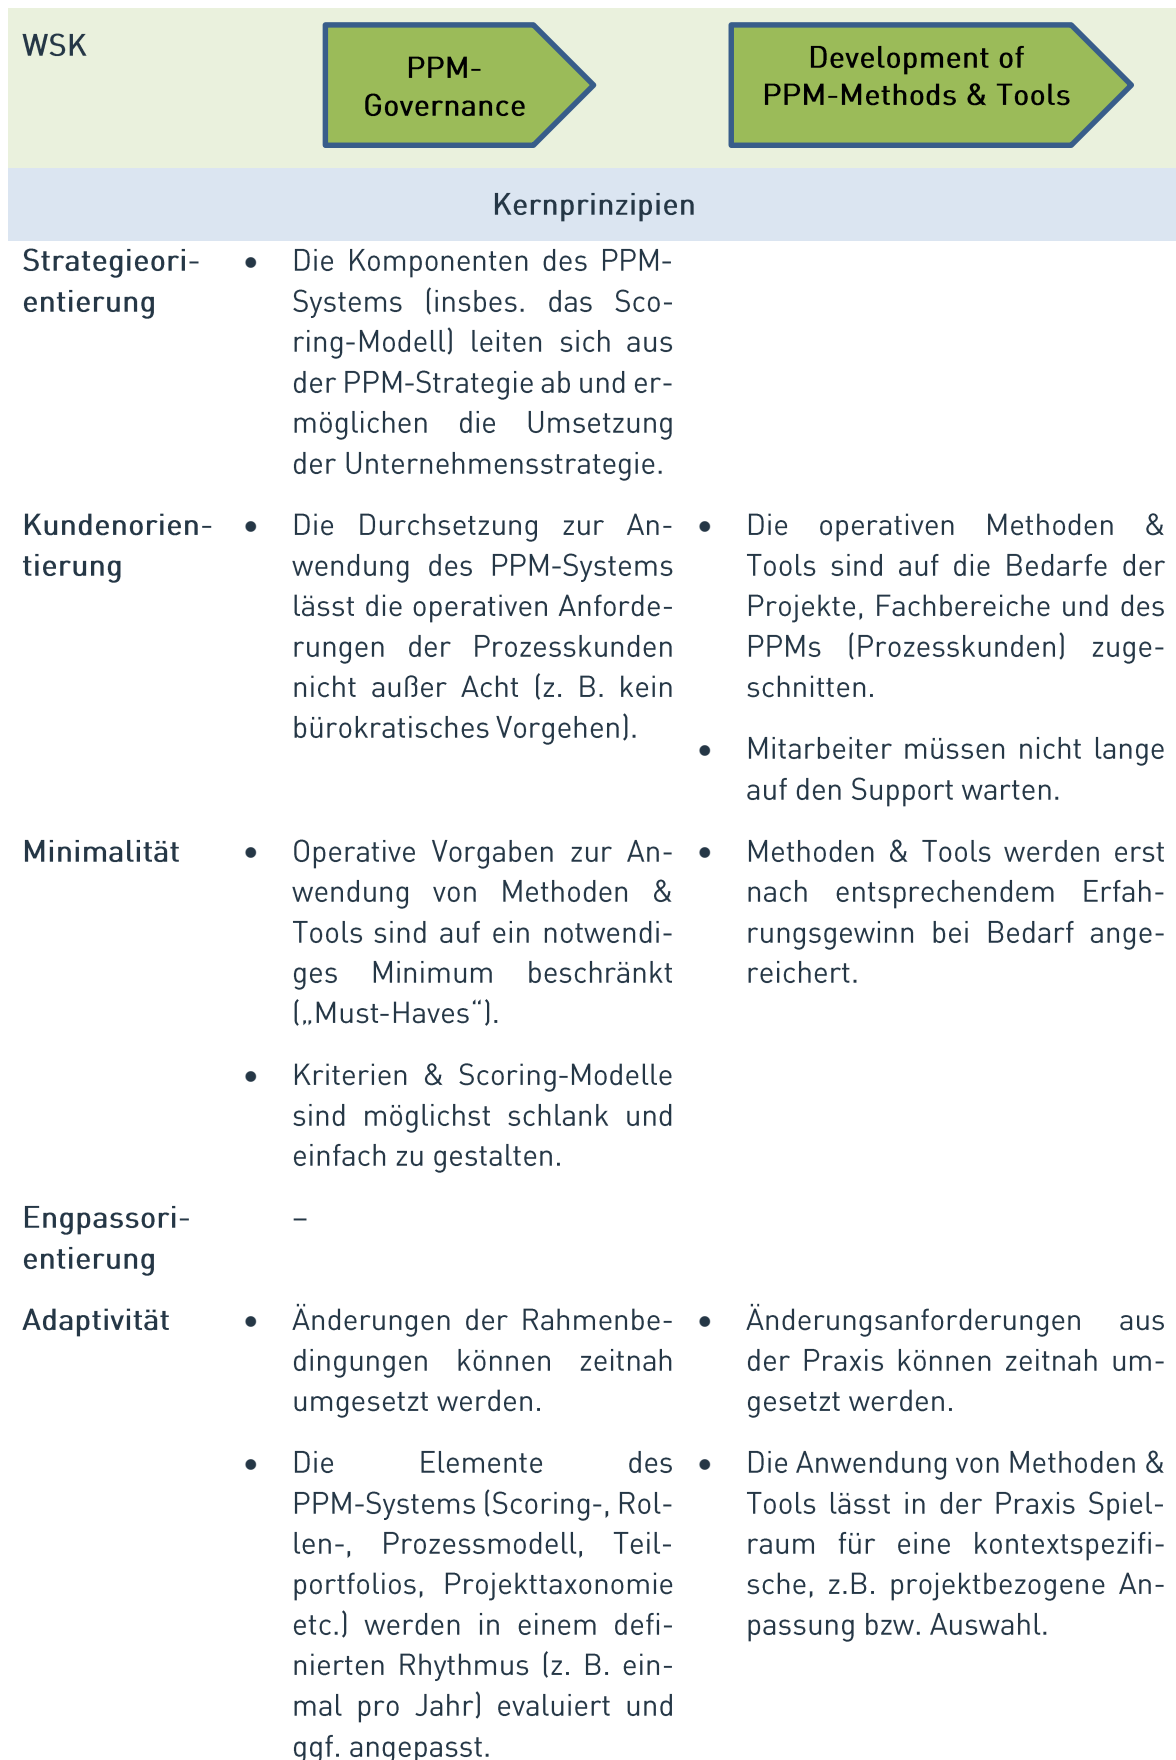 WSK
PPM-
Governance
Development of
PPM-Methods & Tools
Kernprinzipien
Strategieori-
entierung
• Die Komponenten des PPM-
Systems (insbes. das Sco-
ring-Modell) leiten sich aus
der PPM-Strategie ab und er-
möglichen die Umsetzung
der Unternehmensstrategie.
Kundenorien-
tierung
• Die Durchsetzung zur An-
wendung des PPM-Systems
lässt die operativen Anforde-
rungen der Prozesskunden
nicht außer Acht (z. B. kein
bürokratisches Vorgehen).
• Die operativen Methoden &
Tools sind auf die Bedarfe der
Projekte, Fachbereiche und des
PPMs (Prozesskunden) zuge-
schnitten.
• Mitarbeiter müssen nicht lange
auf den Support warten.
Minimalität
• Operative Vorgaben zur An-
wendung von Methoden &
Tools sind auf ein notwendi-
ges Minimum beschränkt
(„Must-Haves“).
• Kriterien & Scoring-Modelle
sind möglichst schlank und
einfach zu gestalten.
• Methoden & Tools werden erst
nach entsprechendem Erfah-
rungsgewinn bei Bedarf ange-
reichert.
Engpassori-
entierung
–
Adaptivität
• Änderungen der Rahmenbe-
dingungen können zeitnah
umgesetzt werden.
• Die Elemente des
PPM-Systems (Scoring-, Rol-
len-, Prozessmodell, Teil-
portfolios, Projekttaxonomie
etc.) werden in einem defi-
nierten Rhythmus (z. B. ein-
mal pro Jahr) evaluiert und
ggf. angepasst.
• Änderungsanforderungen aus
der Praxis können zeitnah um-
gesetzt werden.
• Die Anwendung von Methoden &
Tools lässt in der Praxis Spiel-
raum für eine kontextspezifi-
sche, z.B. projektbezogene An-
passung bzw. Auswahl.